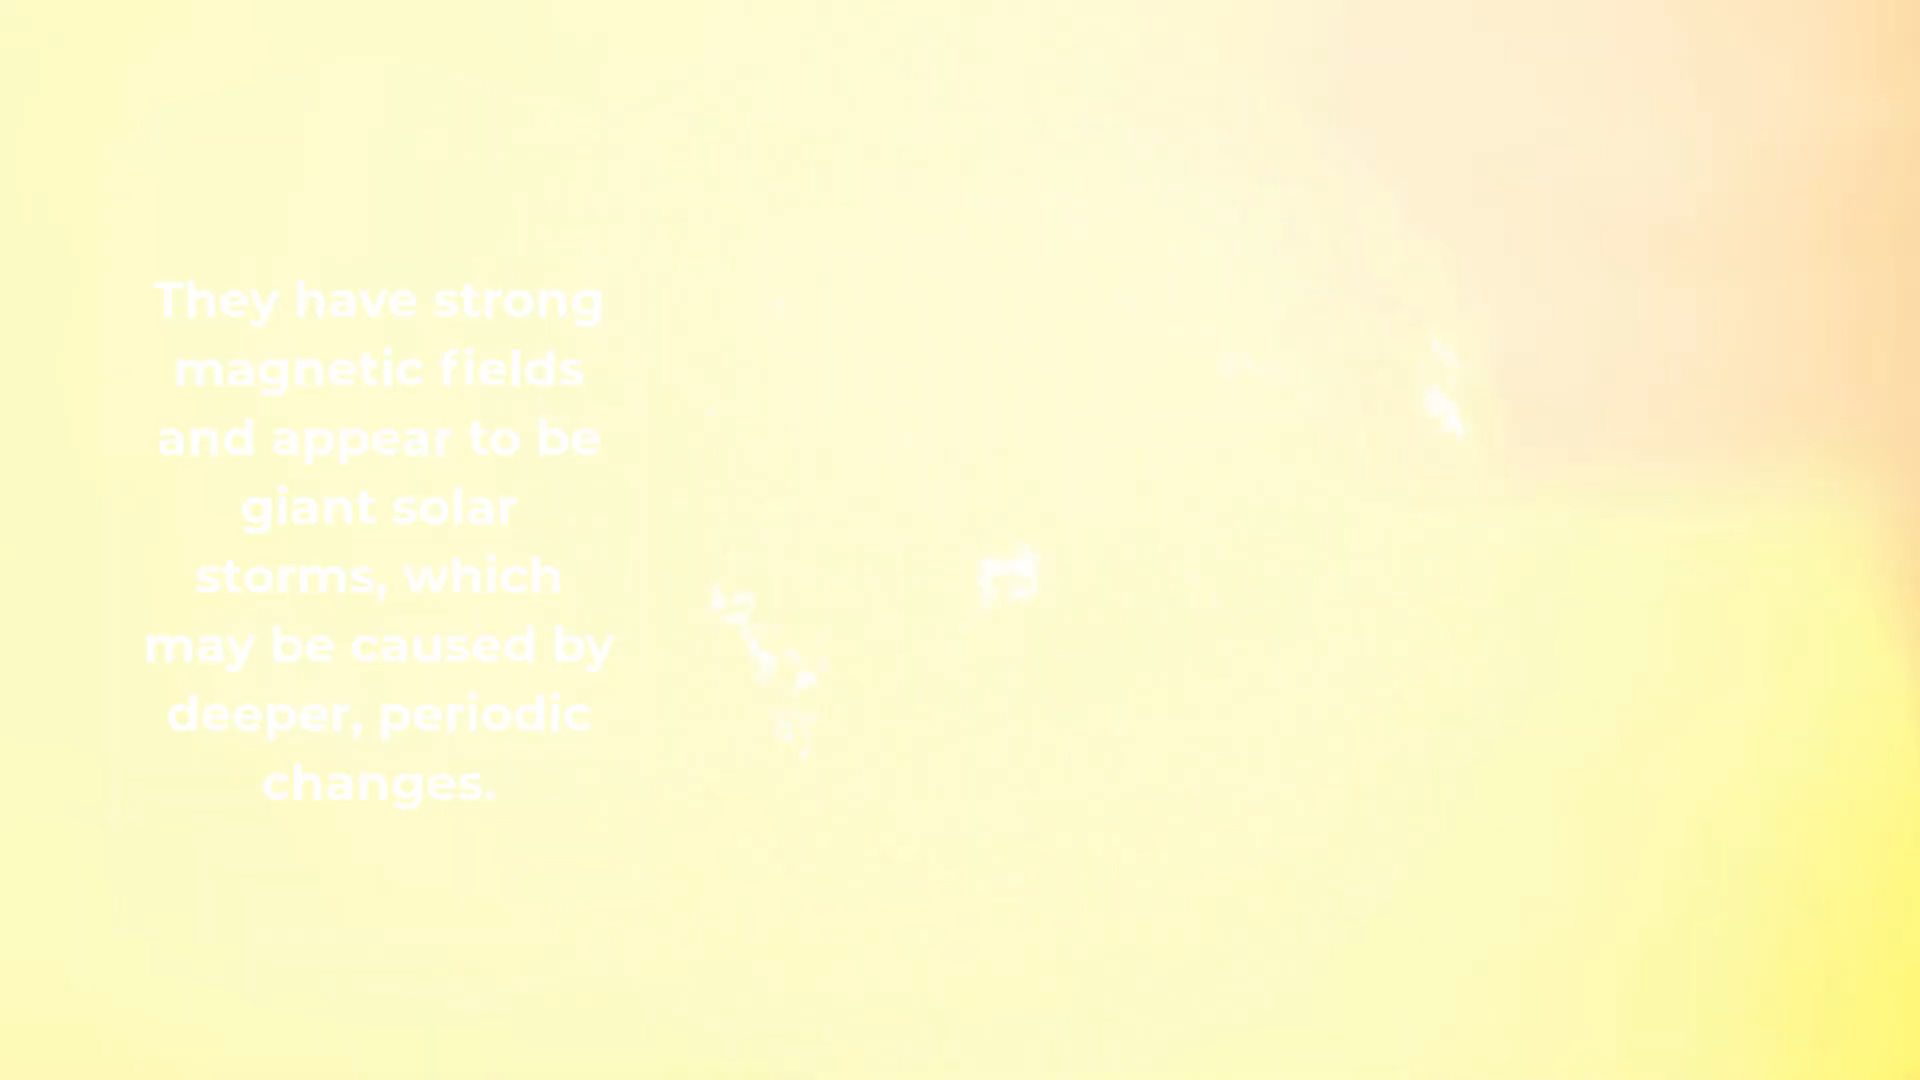 They have strong
magnetic fields
and appear to be
giant solar
storms, which
may be caused by
deeper, periodic
changes.